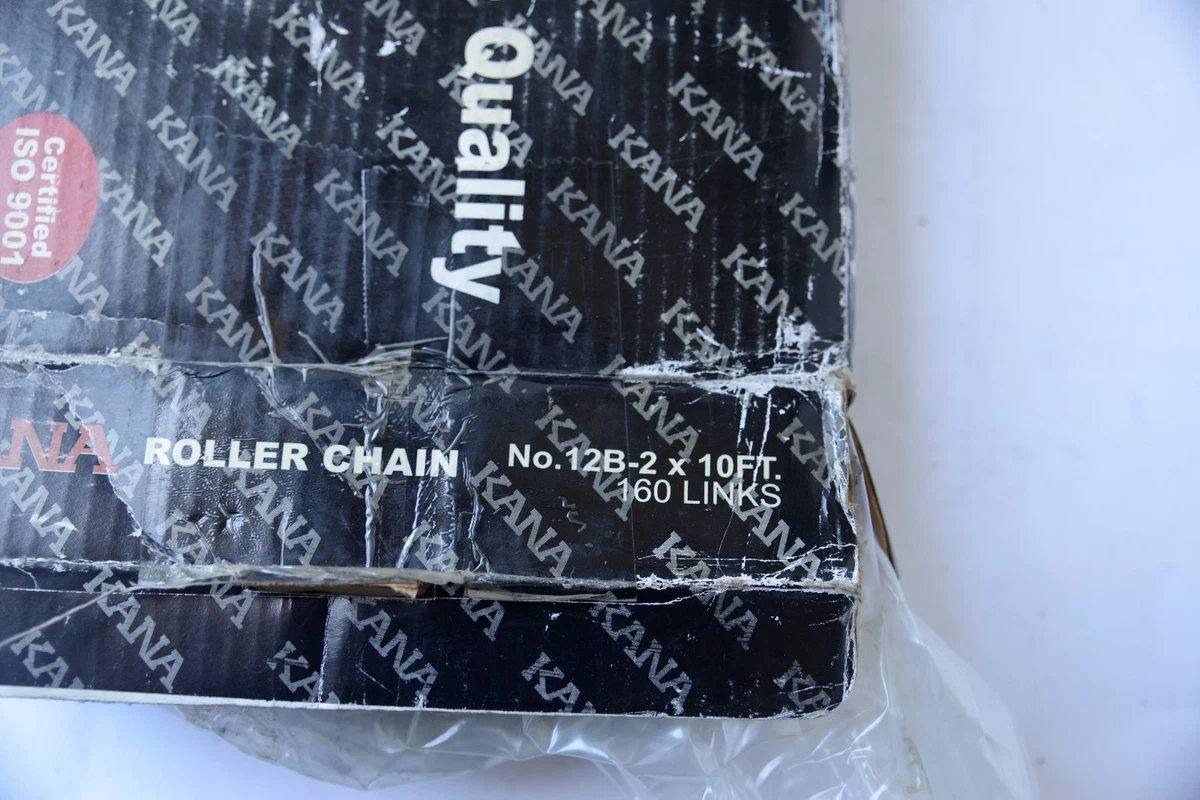 quality
Certified
ISO 9001
ROLLER CHAIN
No.12B-2 x 10FT.
160 LINKS
KANA